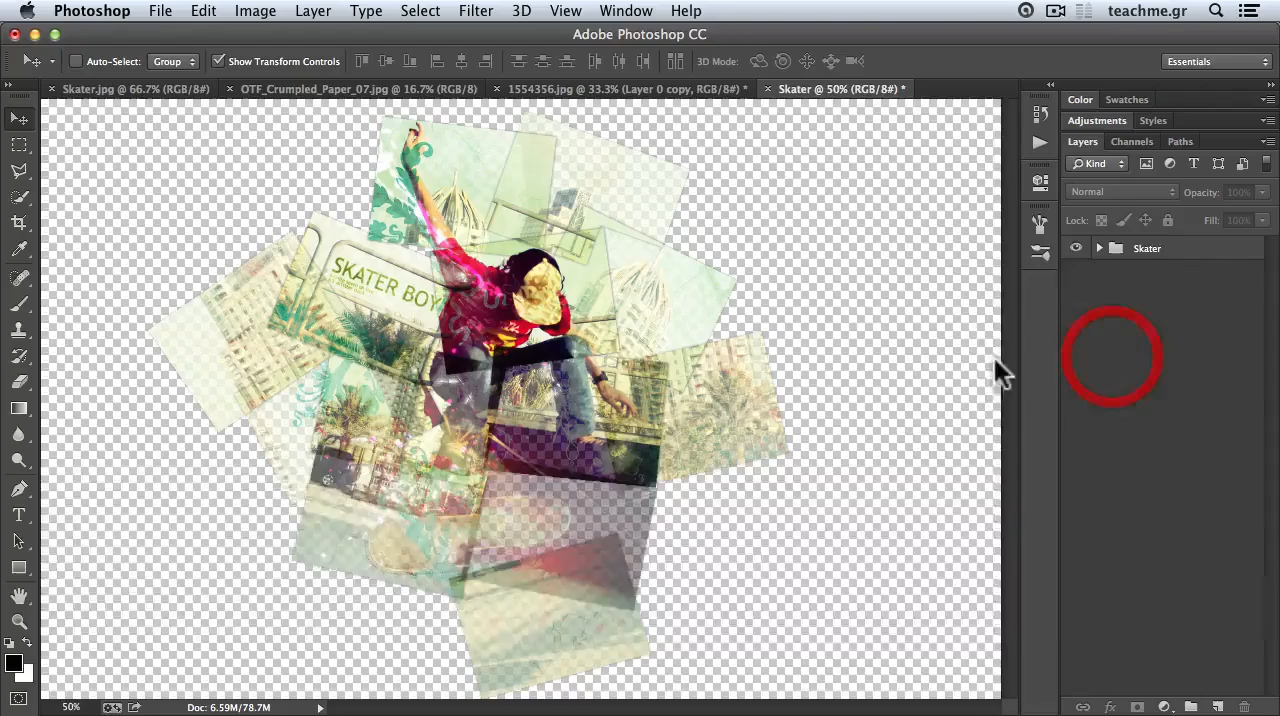 Photoshop File Edit Image Layer Type Select Filter 3D View Window Help teachme.gr
Adobe Photoshop CC
Auto-Select: Group Show Transform Controls 3D Mode: Essentials
Skater.jpg @ 66.7% (RGB/8#) OTF_Crumpled_Paper_07.jpg @ 16.7% (RGB/8) 1554356.jpg @ 33.3% (Layer 0 copy, RGB/8#) * Skater @ 50% (RGB/8#) *
Color Swatches
Adjustments Styles
Layers Channels Paths
Kind
Normal Opacity: 100%
Lock: Fill: 100%
Skater
SKATER BOY
50% Doc: 6.59M/78.7M